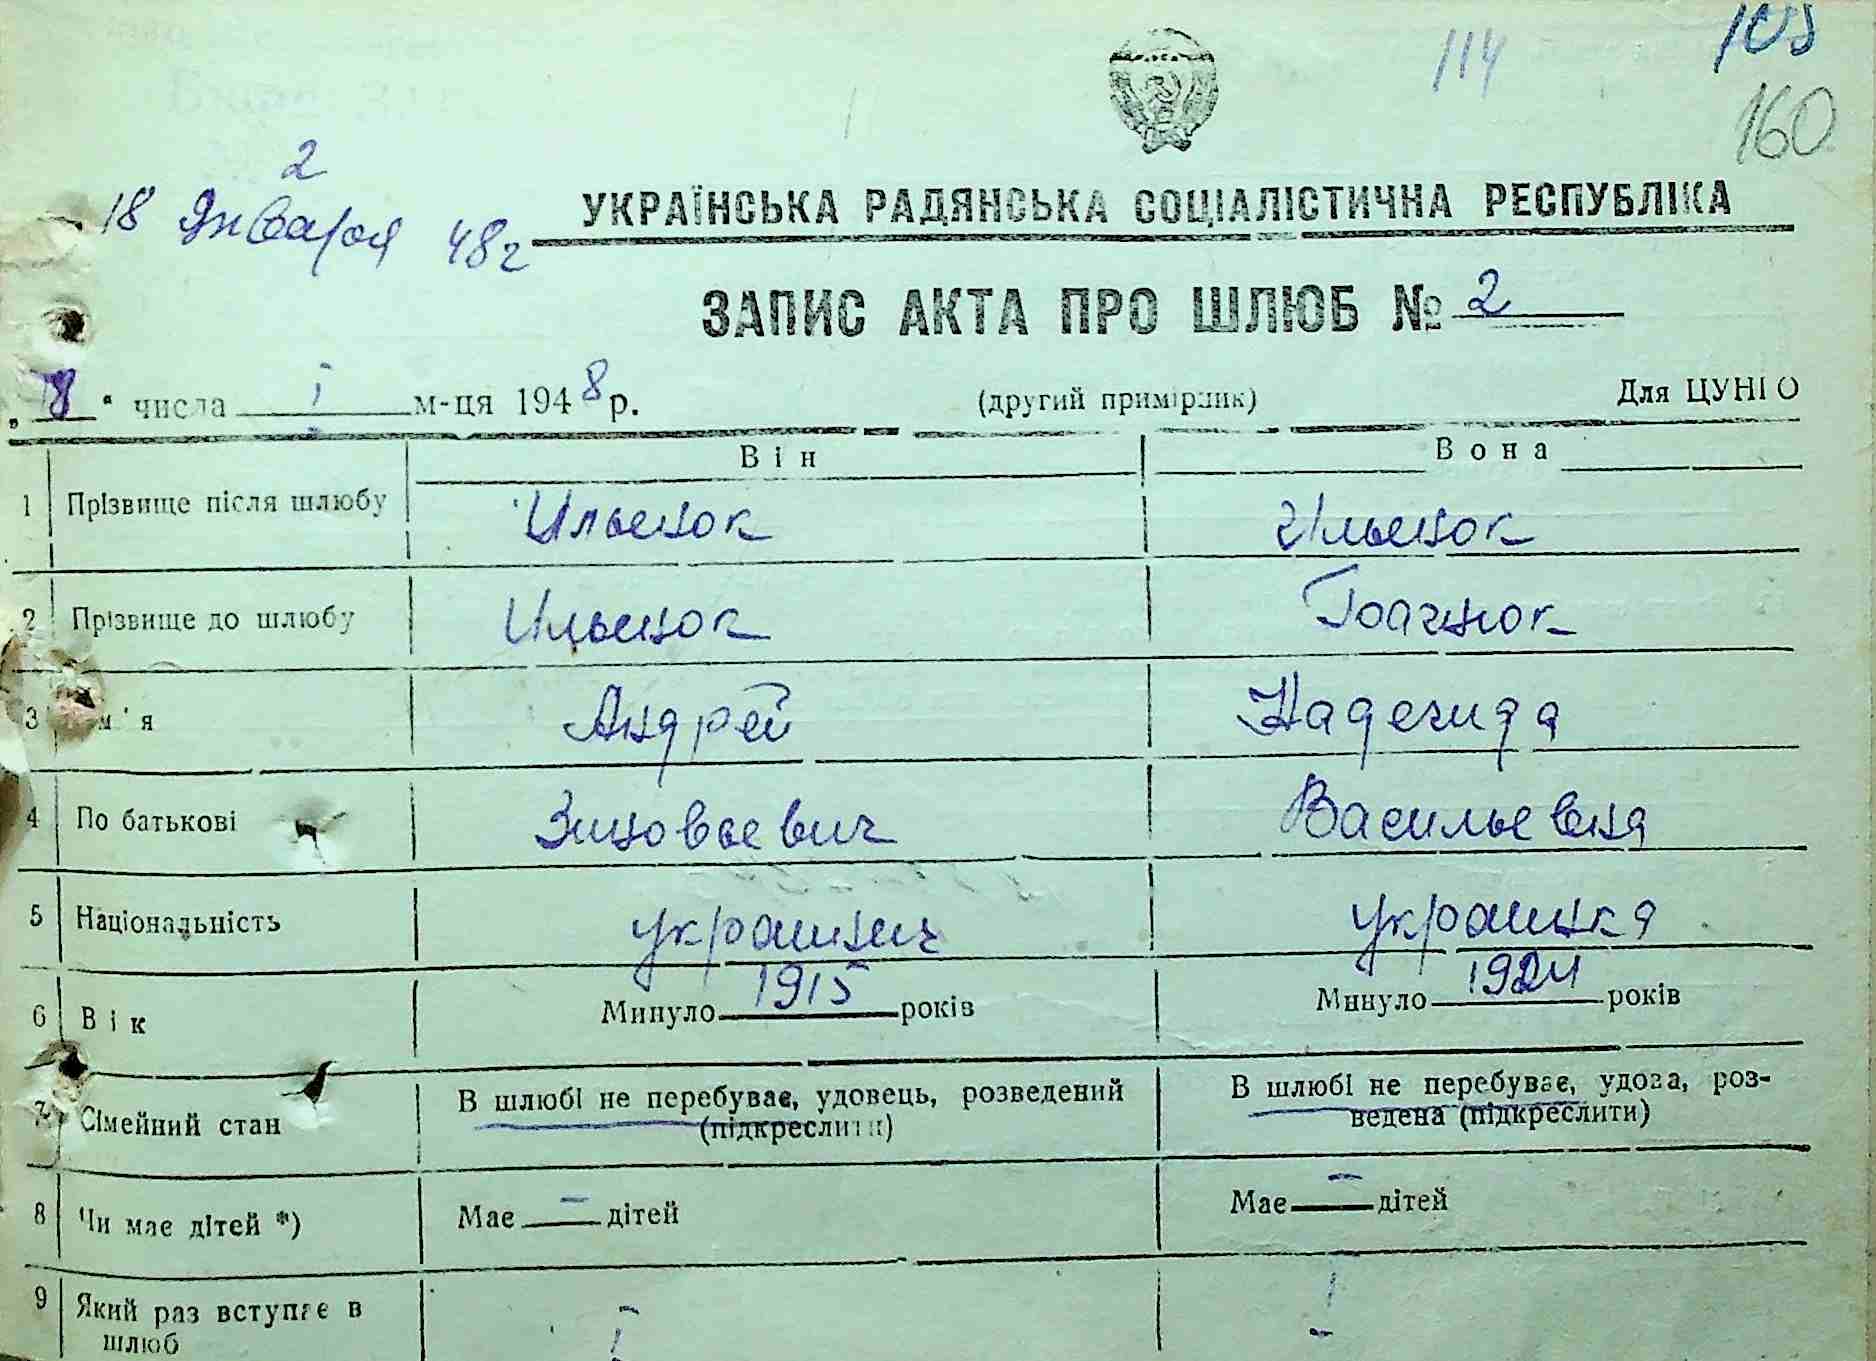 114
105
160
2
18 Января 48г
УКРАЇНСЬКА РАДЯНСЬКА СОЦІАЛІСТИЧНА РЕСПУБЛІКА
ЗАПИС АКТА ПРО ШЛЮБ № 2
„18" числа I м-ця 1948 р. (другий примірник) Для ЦУНГО
Він Вона
1 Прізвище після шлюбу Ильенок Ильенок
2 Прізвище до шлюбу Ильенок
3 м'я Андрей Надежда
4 По батькові Зиновьевич Васильевна
5 Національність украинец украинка
6 Вік Минуло 1915 років Минуло 1924 років
7 Сімейний стан В шлюбі не перебуває, удовець, розведений (підкреслити) В шлюбі не перебуває, удова, роз-
ведена (підкреслити)
8 Чи має дітей *) Має — дітей Має — дітей
9 Який раз вступає в
шлюб I I